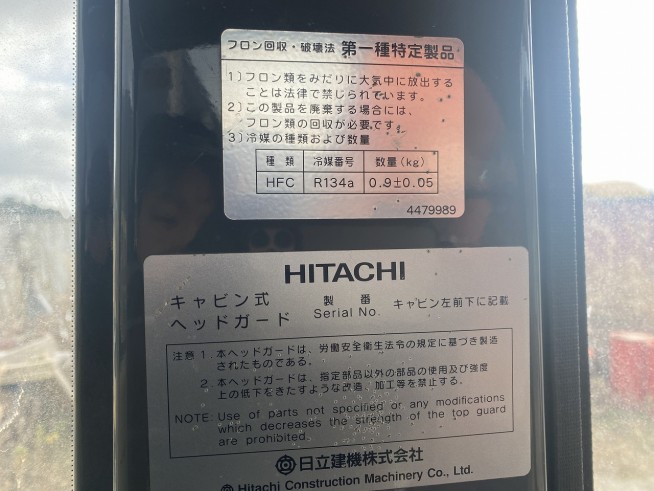 フロン回収・破壊法 第一種特定製品
1)フロン類をみだりに大気中に放出する
ことは法律で禁じられています。
2)この製品を廃棄する場合には、
フロン類の回収が必要です。
3)冷媒の種類および数量
種類 冷媒番号 数量(kg)
HFC R134a 0.9±0.05
4479989
HITACHI
キャビン式 製番 キャビン左前下に記載
ヘッドガード Serial No.
注意 1. 本ヘッドガードは、労働安全衛生法令の規定に基づき製造
されたものである。
2. 本ヘッドガードは、指定部品以外の部品の使用及び強度
上の低下をきたすような改造、加工等を禁止する。
NOTE: Use of parts not specified or any modifications
which decreases the strength of the top guard
are prohibited.
日立建機株式会社
Hitachi Construction Machinery Co., Ltd.